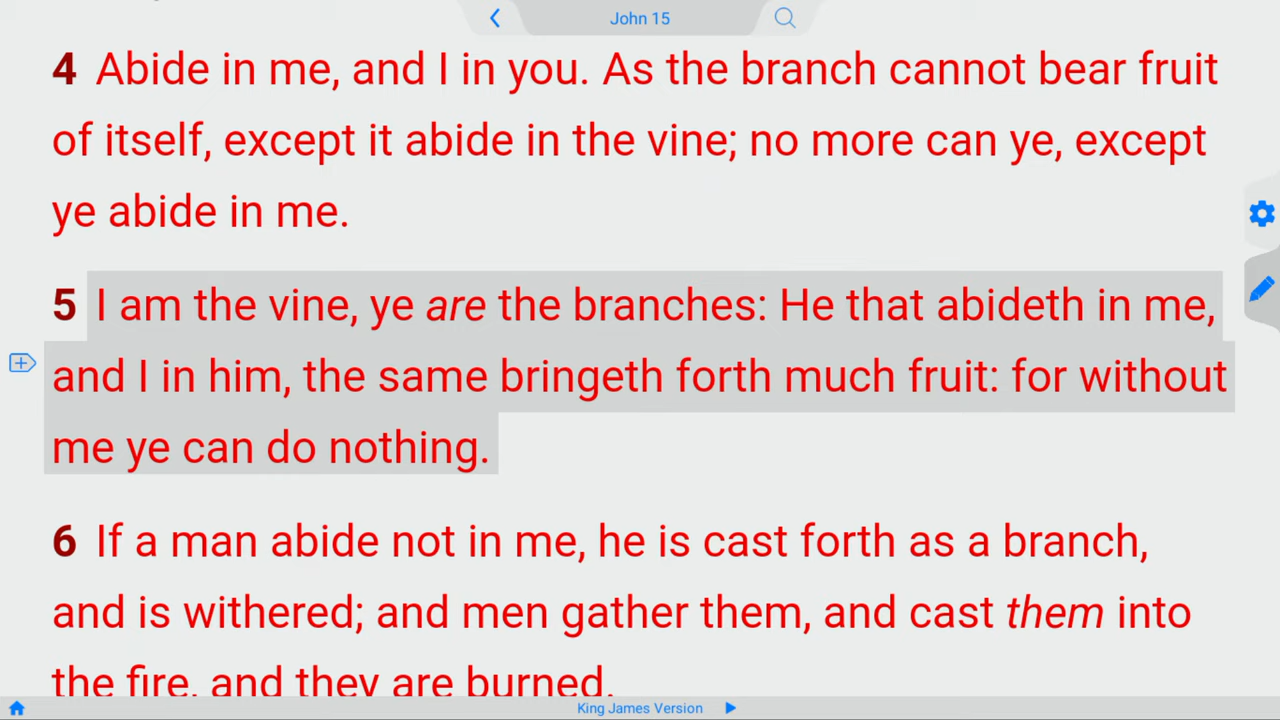 John 15
4 Abide in me, and I in you. As the branch cannot bear fruit
of itself, except it abide in the vine; no more can ye, except
ye abide in me.
5 I am the vine, ye are the branches: He that abideth in me,
and I in him, the same bringeth forth much fruit: for without
me ye can do nothing.
6 If a man abide not in me, he is cast forth as a branch,
and is withered; and men gather them, and cast them into
the fire, and they are burned.
King James Version